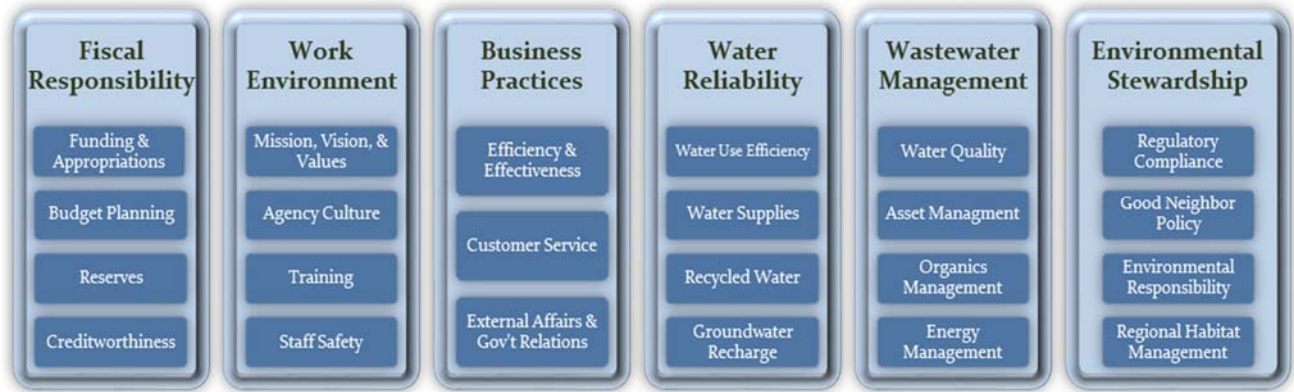 Fiscal
Responsibility
Funding &
Appropriations
Budget Planning
Reserves
Creditworthiness
Work
Environment
Mission, Vision, &
Values
Agency Culture
Training
Staff Safety
Business
Practices
Efficiency &
Effectiveness
Customer Service
External Affairs &
Gov't Relations
Water
Reliability
Water Use Efficiency
Water Supplies
Recycled Water
Groundwater
Recharge
Wastewater
Management
Water Quality
Asset Managment
Organics
Management
Energy
Management
Environmental
Stewardship
Regulatory
Compliance
Good Neighbor
Policy
Environmental
Responsibility
Regional Habitat
Management